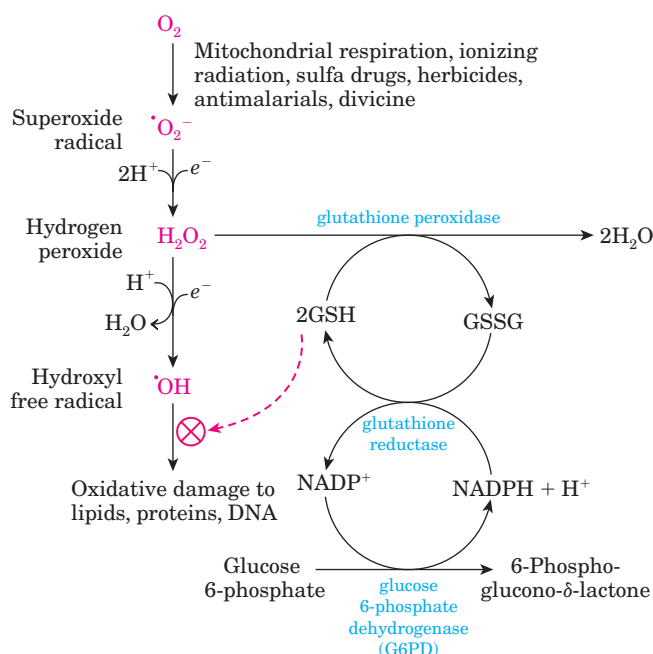 O₂
Mitochondrial respiration, ionizing
radiation, sulfa drugs, herbicides,
antimalarials, divicine
Superoxide
radical
•O₂⁻
2H⁺
e⁻
Hydrogen
peroxide
H₂O₂
glutathione peroxidase
2H₂O
H⁺
e⁻
H₂O
2GSH
GSSG
Hydroxyl
free radical
•OH
glutathione
reductase
Oxidative damage to
lipids, proteins, DNA
NADP⁺
NADPH + H⁺
Glucose
6-phosphate
glucose
6-phosphate
dehydrogenase
(G6PD)
6-Phospho-
glucono-δ-lactone